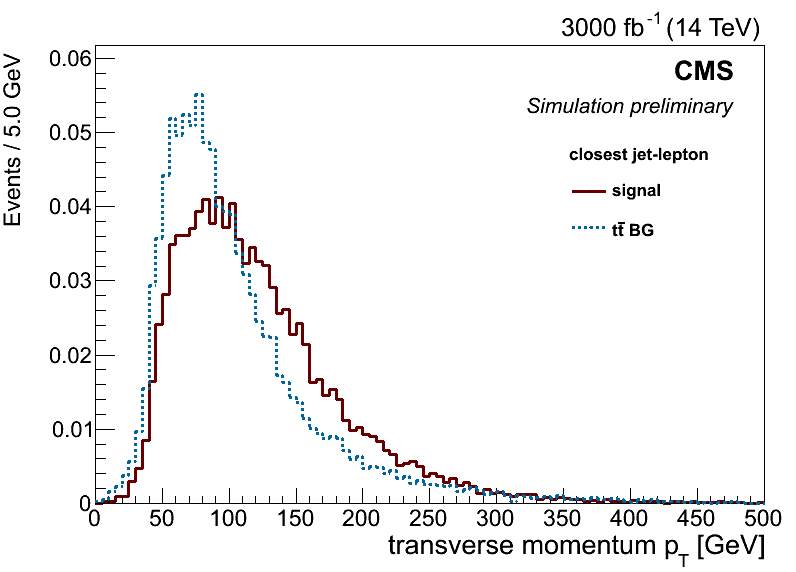 3000 fb⁻¹ (14 TeV)
Events / 5.0 GeV
0.06
0.05
0.04
0.03
0.02
0.01
0
CMS
Simulation preliminary
closest jet-lepton
signal
tt̄ BG
0 50 100 150 200 250 300 350 400 450 500
transverse momentum p_T [GeV]